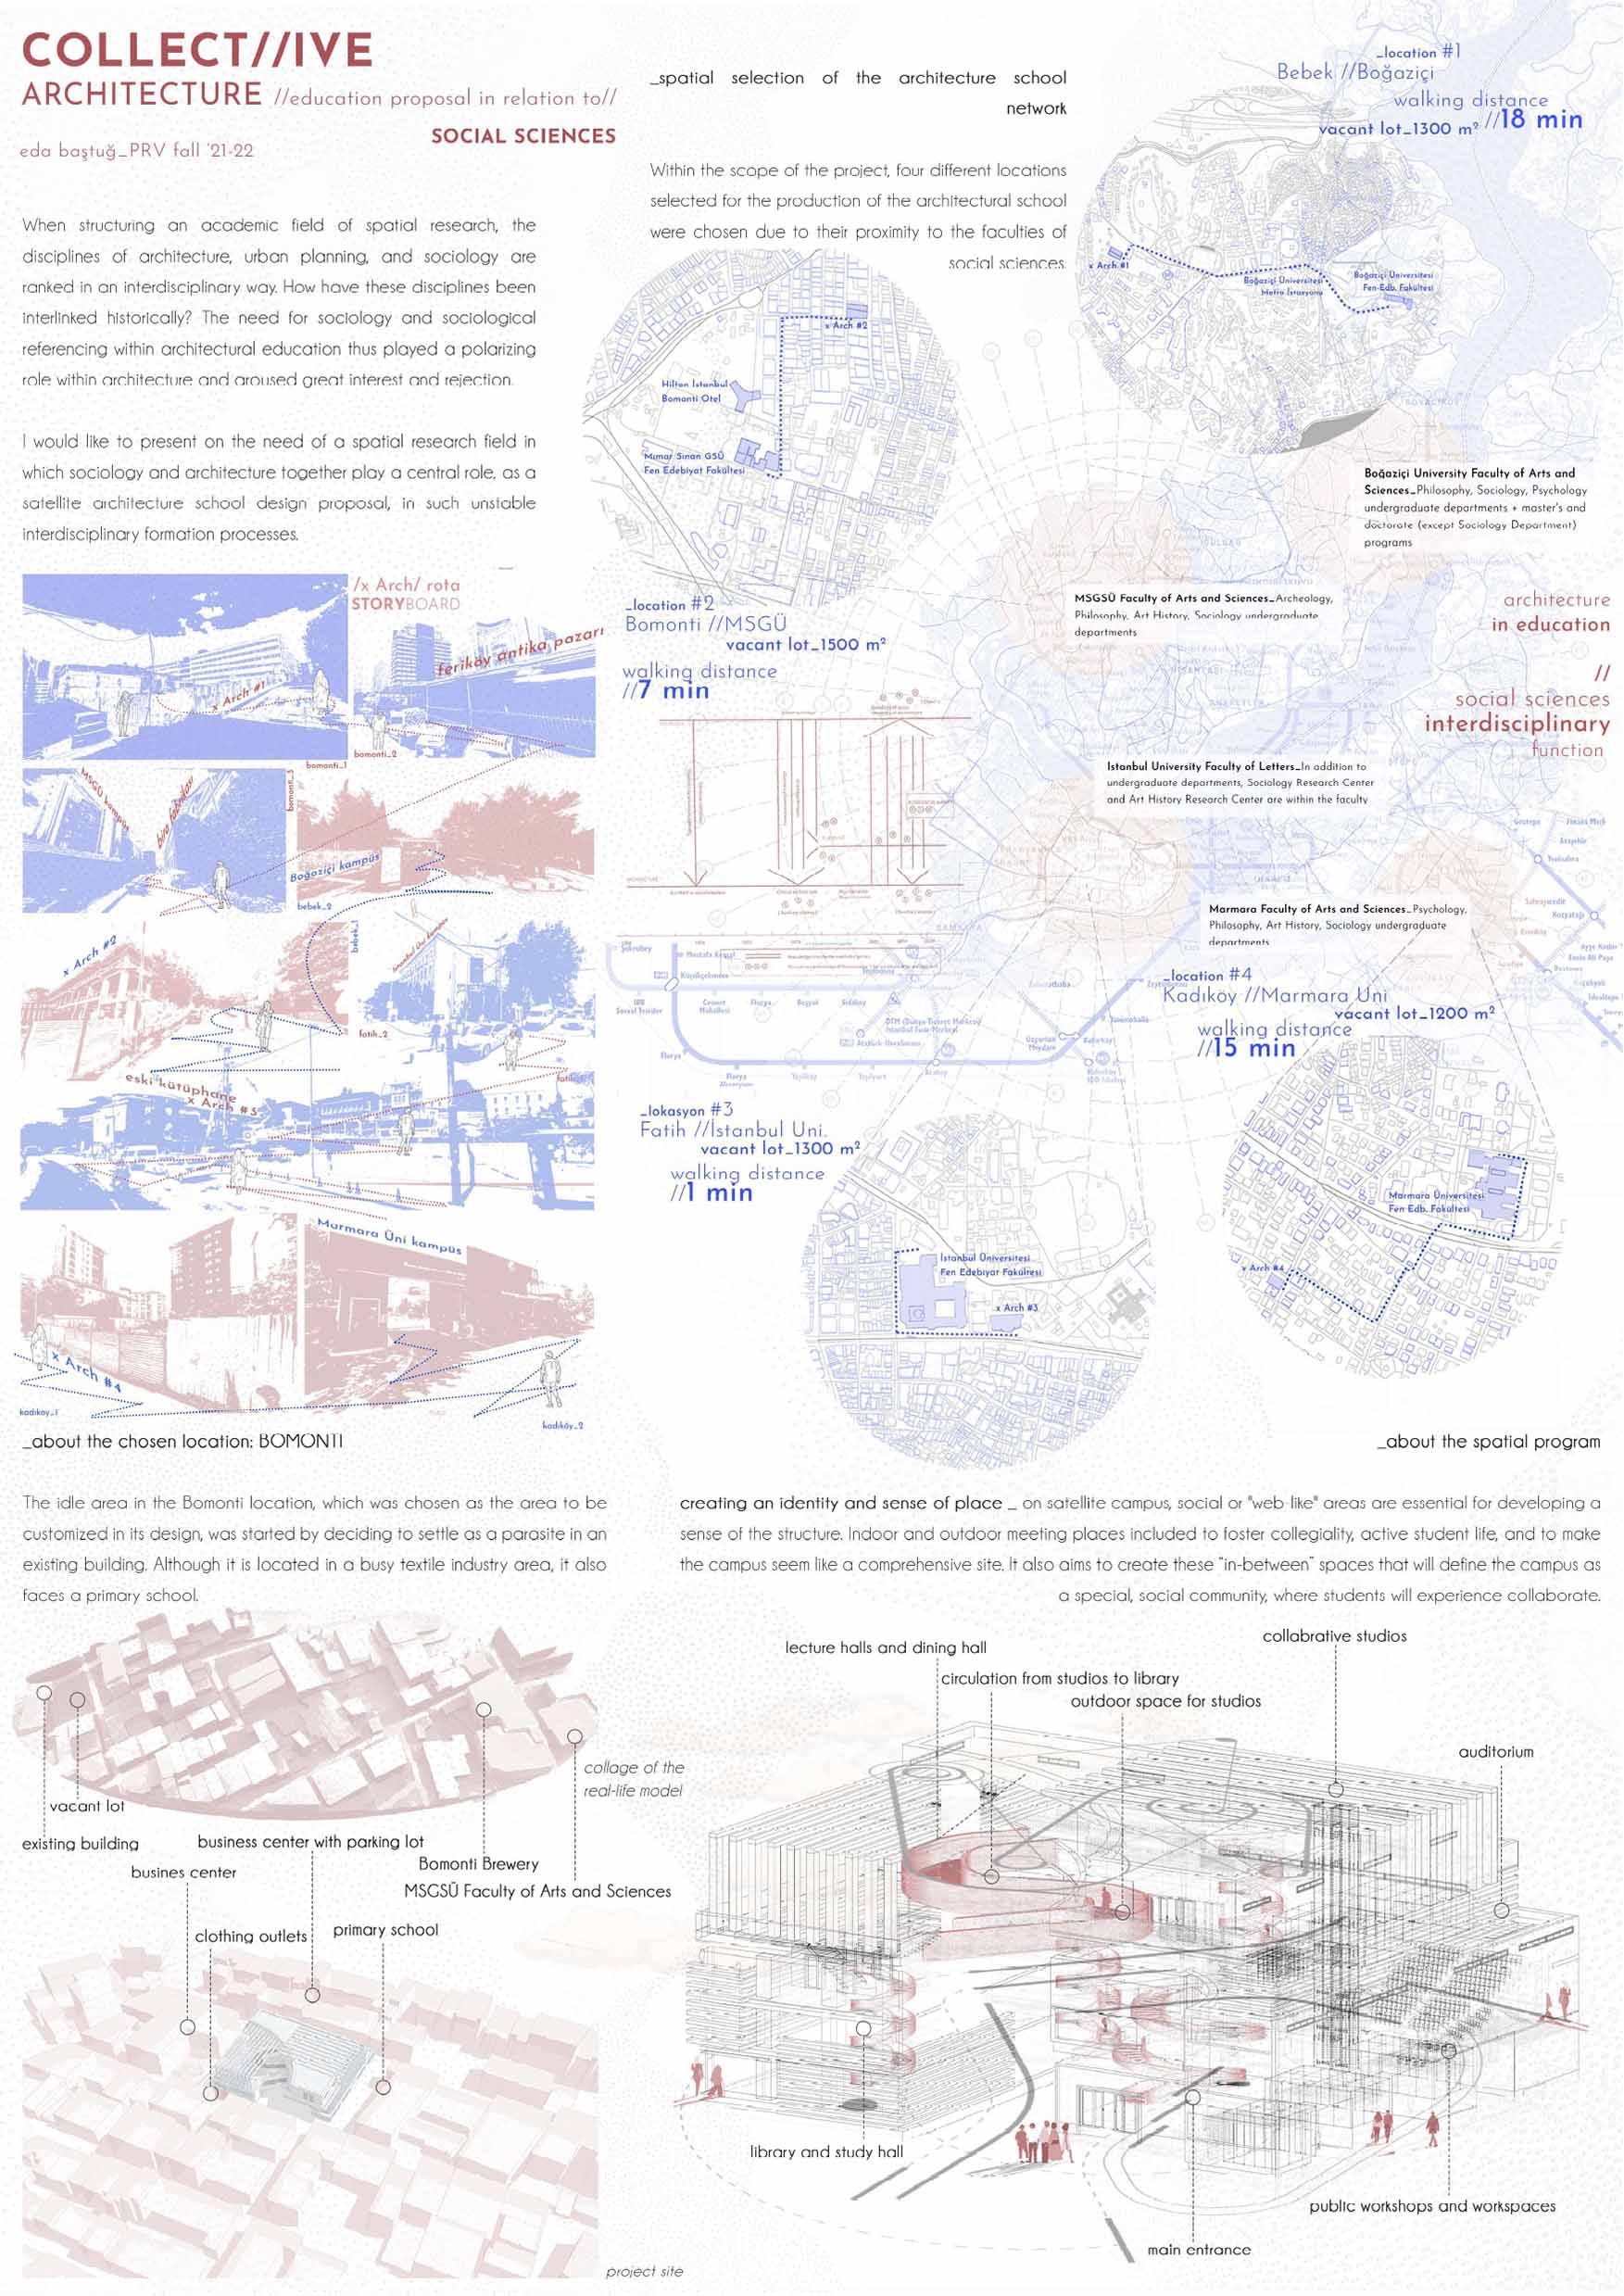 COLLECT//IVE
ARCHITECTURE //education proposal in relation to//
SOCIAL SCIENCES
eda baştuğ_PRV fall '21-22
When structuring an academic field of spatial research, the
disciplines of architecture, urban planning, and sociology are
ranked in an interdisciplinary way. How have these disciplines been
interlinked historically? The need for sociology and sociological
referencing within architectural education thus played a polarizing
role within architecture and aroused great interest and rejection.
I would like to present on the need of a spatial research field in
which sociology and architecture together play a central role, as a
satellite architecture school design proposal, in such unstable
interdisciplinary formation processes.
_spatial selection of the architecture school
network
Within the scope of the project, four different locations
selected for the production of the architectural school
were chosen due to their proximity to the faculties of
social sciences.
_location #1
Bebek //Boğaziçi
walking distance
vacant lot_1300 m² //18 min
x Arch #1
Boğaziçi Üniversitesi
Metro İstasyonu
Boğaziçi Üniversitesi
Fen-Edb. Fakültesi
x Arch #2
Hilton İstanbul
Bomonti Otel
Mimar Sinan GSÜ
Fen Edebiyat Fakültesi
Boğaziçi University Faculty of Arts and
Sciences_Philosophy, Sociology, Psychology
undergraduate departments + master's and
doctorate (except Sociology Department)
programs
/x Arch/ rota
STORYBOARD
feriköy antika pazarı
x Arch #1
bomonti_2
bomonti_1
bomonti_3
MSGÜ kampüs
bira fabrikası
Boğaziçi kampüs
bebek_2
bebek_1
x Arch #2
İstanbul Üni kampüs
fatih_2
eski kütüphane
x Arch #3
Marmara Üni kampüs
x Arch #4
kadıköy_1
kadıköy_2
_location #2
Bomonti //MSGÜ
vacant lot_1500 m²
walking distance
//7 min
MSGSÜ Faculty of Arts and Sciences_Archeology,
Philosophy, Art History, Sociology undergraduate
departments
architecture
in education
//
social sciences
interdisciplinary
function
Istanbul University Faculty of Letters_In addition to
undergraduate departments, Sociology Research Center
and Art History Research Center are within the faculty
Marmara Faculty of Arts and Sciences_Psychology,
Philosophy, Art History, Sociology undergraduate
departments
_location #4
Kadıköy //Marmara Üni
vacant lot_1200 m²
walking distance
//15 min
_lokasyon #3
Fatih //İstanbul Üni.
vacant lot_1300 m²
walking distance
//1 min
İstanbul Üniversitesi
Fen Edebiyar Fakülresi
x Arch #3
Marmara Üniversitesi
Fen Edb. Fakültesi
x Arch #4
_about the chosen location: BOMONTI
The idle area in the Bomonti location, which was chosen as the area to be
customized in its design, was started by deciding to settle as a parasite in an
existing building. Although it is located in a busy textile industry area, it also
faces a primary school.
_about the spatial program
creating an identity and sense of place _ on satellite campus, social or "web-like" areas are essential for developing a
sense of the structure. Indoor and outdoor meeting places included to foster collegiality, active student life, and to make
the campus seem like a comprehensive site. It also aims to create these "in-between" spaces that will define the campus as
a special, social community, where students will experience collaborate.
collage of the
real-life model
vacant lot
existing building
business center with parking lot
busines center
Bomonti Brewery
MSGSÜ Faculty of Arts and Sciences
clothing outlets
primary school
project site
lecture halls and dining hall
circulation from studios to library
outdoor space for studios
collabrative studios
auditorium
library and study hall
public workshops and workspaces
main entrance